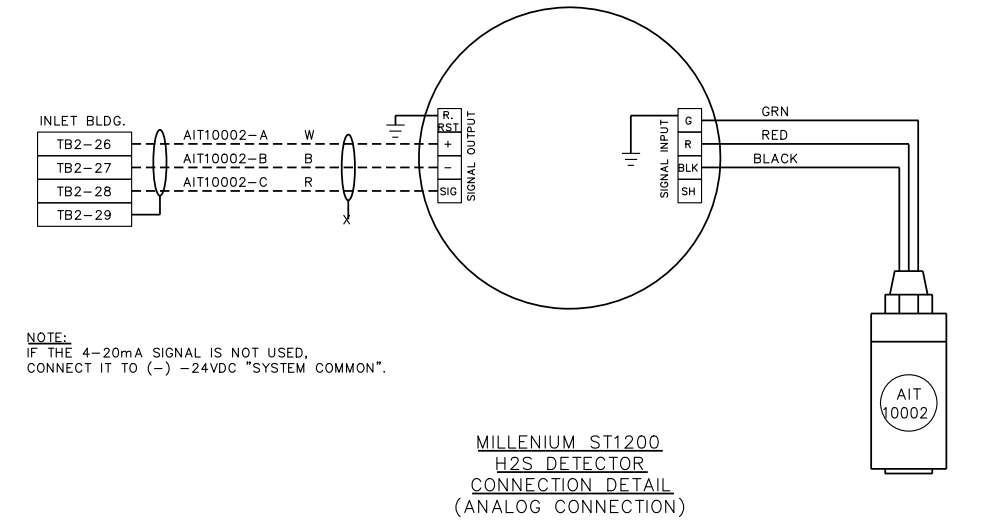 INLET BLDG.
TB2-26
TB2-27
TB2-28
TB2-29
AIT10002-A W
AIT10002-B B
AIT10002-C R
X
R.
RST
+
-
SIG
SIGNAL OUTPUT
SIGNAL INPUT
G
R
BLK
SH
GRN
RED
BLACK
NOTE:
IF THE 4-20mA SIGNAL IS NOT USED,
CONNECT IT TO (-) -24VDC "SYSTEM COMMON".
AIT
10002
MILLENIUM ST1200
H2S DETECTOR
CONNECTION DETAIL
(ANALOG CONNECTION)